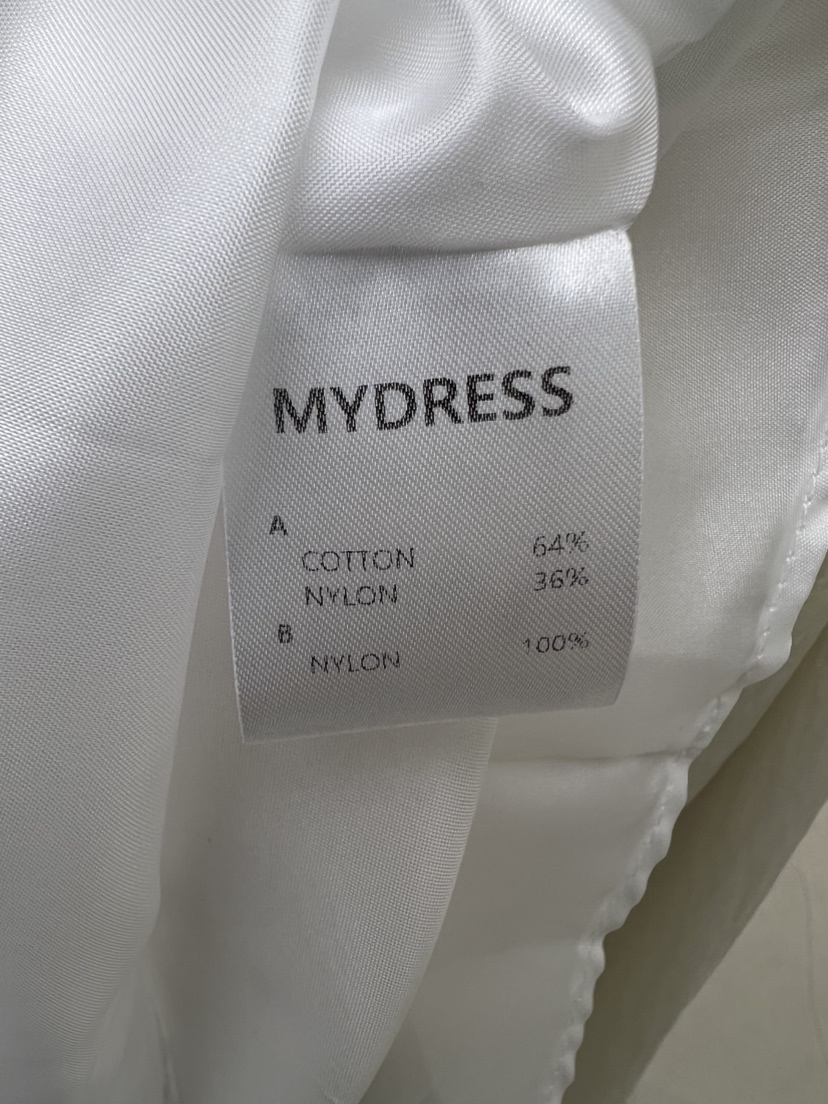 MYDRESS
A
COTTON 64%
NYLON 36%
B
NYLON 100%